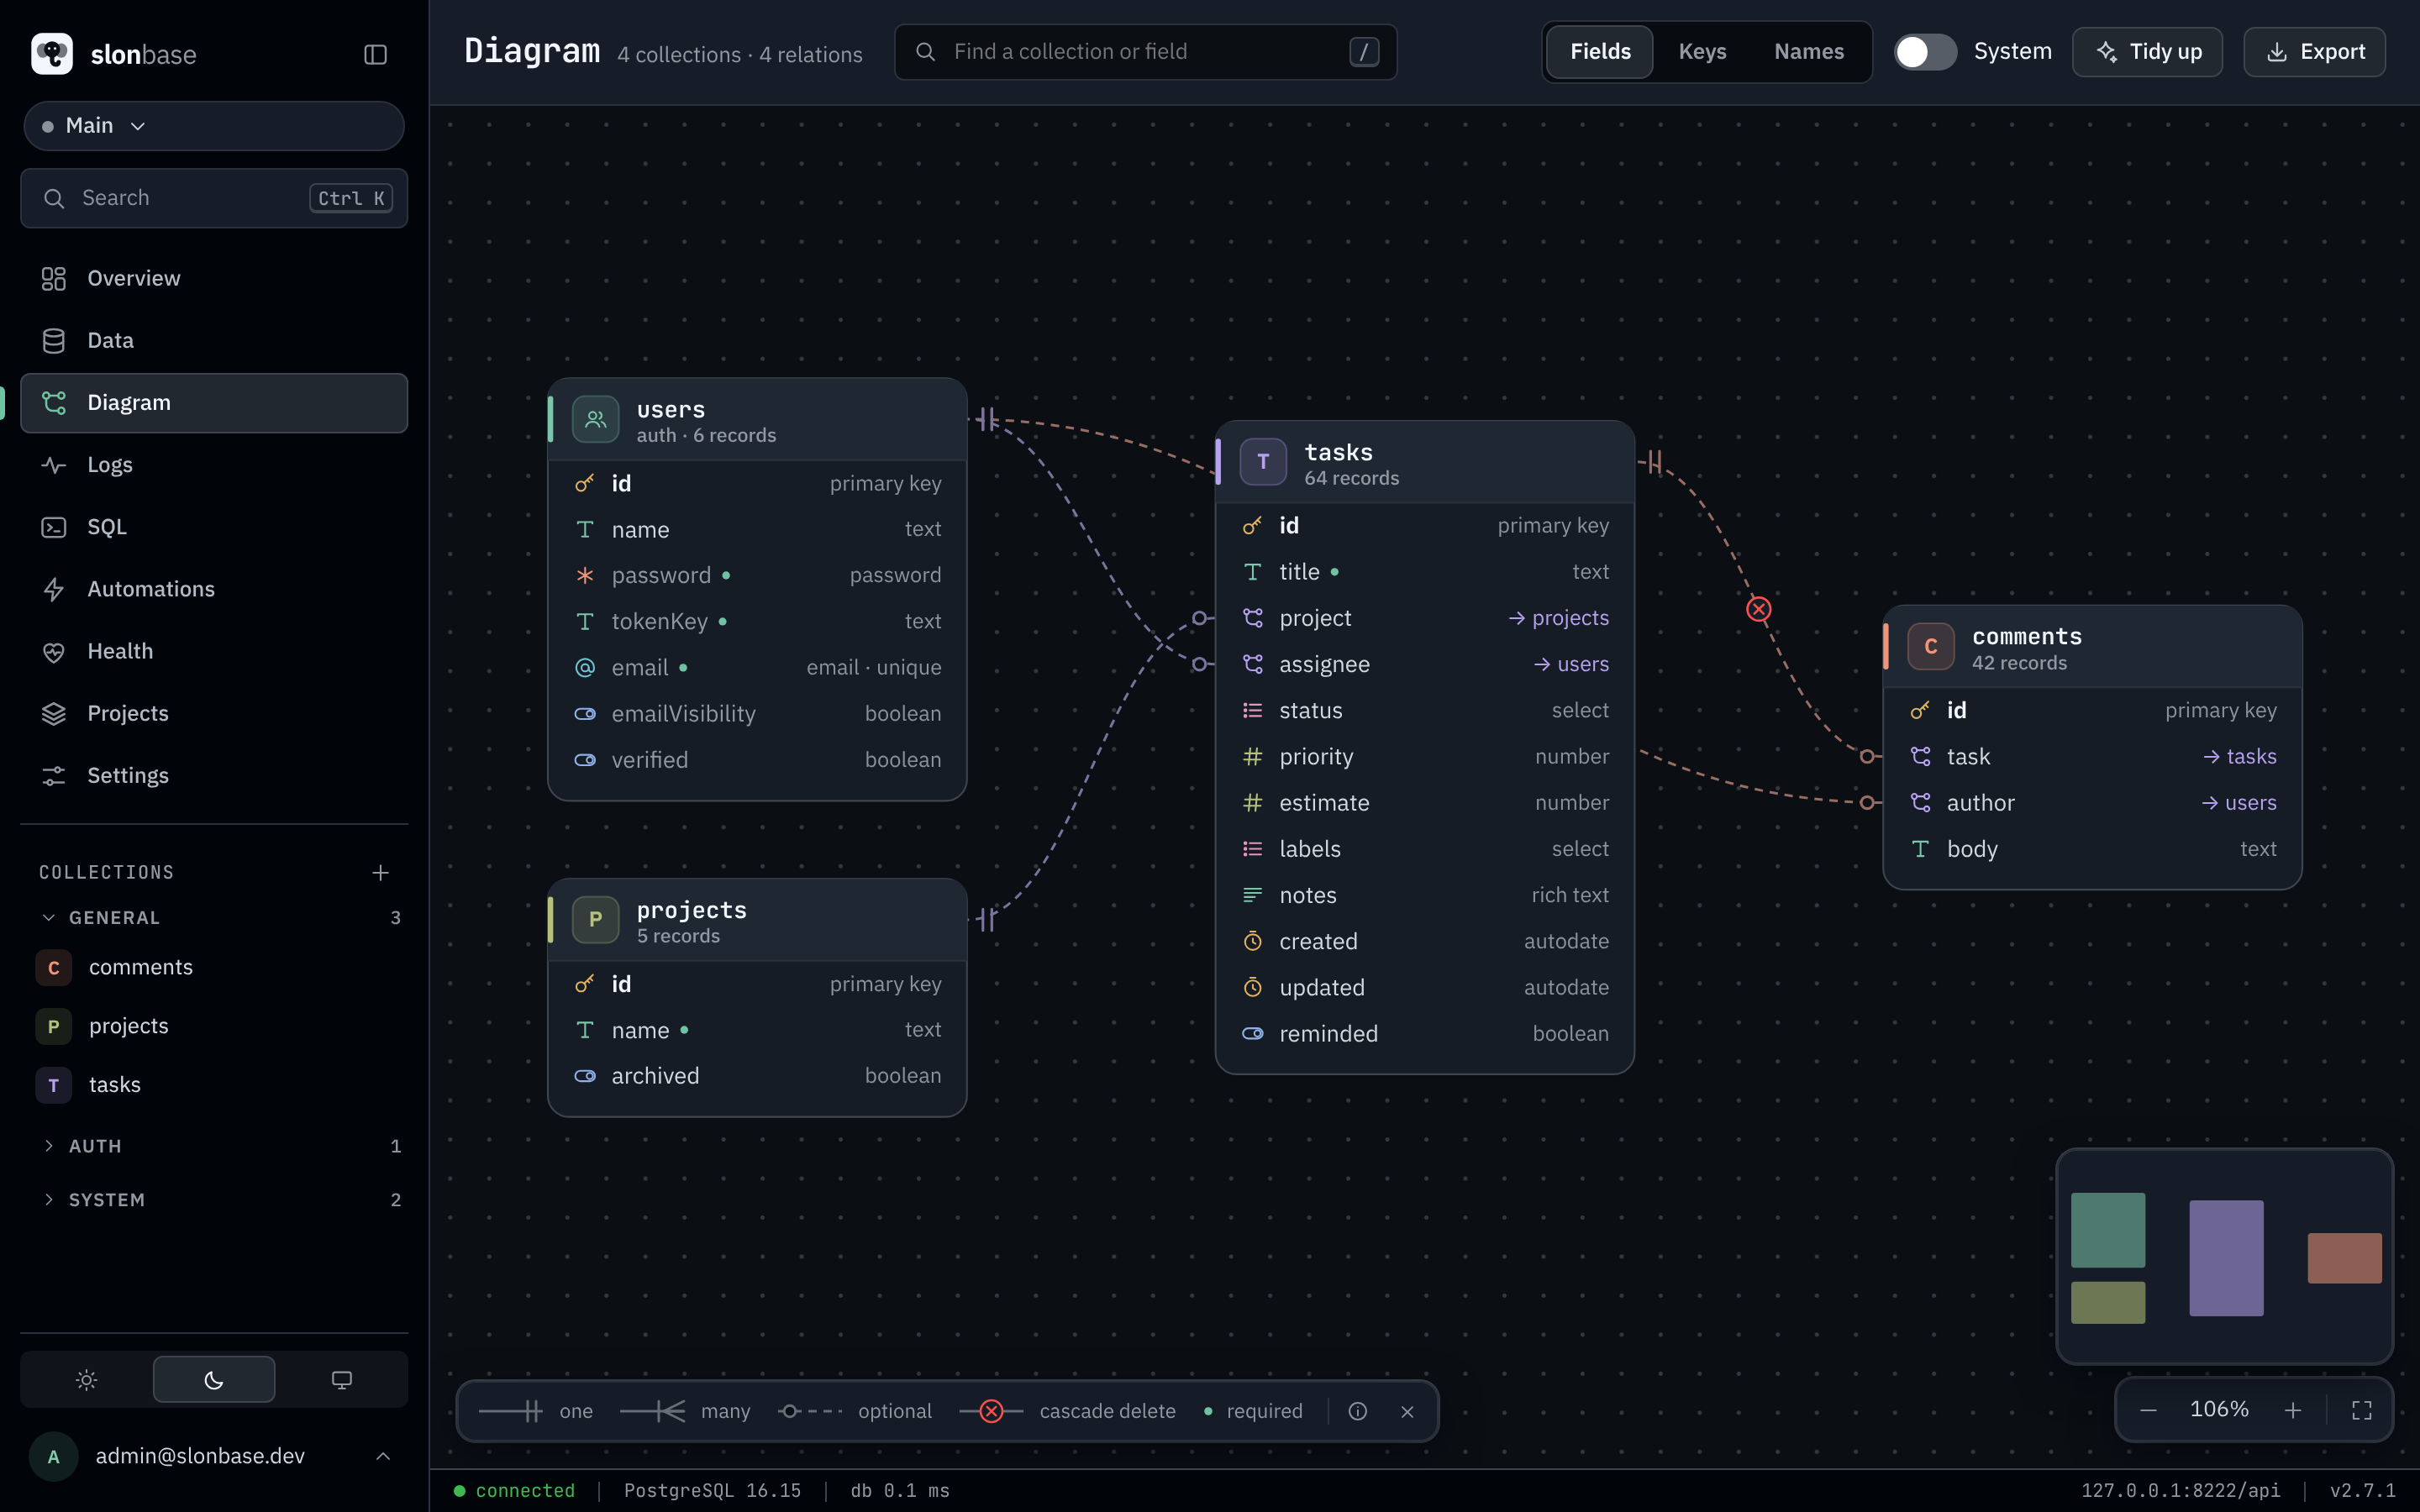 slonbase
Main
Search Ctrl K
Overview
Data
Diagram
Logs
SQL
Automations
Health
Projects
Settings
COLLECTIONS
GENERAL 3
C comments
P projects
T tasks
AUTH 1
SYSTEM 2
A admin@slonbase.dev
Diagram 4 collections · 4 relations
Find a collection or field /
Fields Keys Names
System
Tidy up
Export
users
auth · 6 records
id primary key
name text
password password
tokenKey text
email email · unique
emailVisibility boolean
verified boolean
P projects
5 records
id primary key
name text
archived boolean
T tasks
64 records
id primary key
title text
project → projects
assignee → users
status select
priority number
estimate number
labels select
notes rich text
created autodate
updated autodate
reminded boolean
C comments
42 records
id primary key
task → tasks
author → users
body text
one many optional cascade delete required
106%
connected PostgreSQL 16.15 db 0.1 ms
127.0.0.1:8222/api v2.7.1